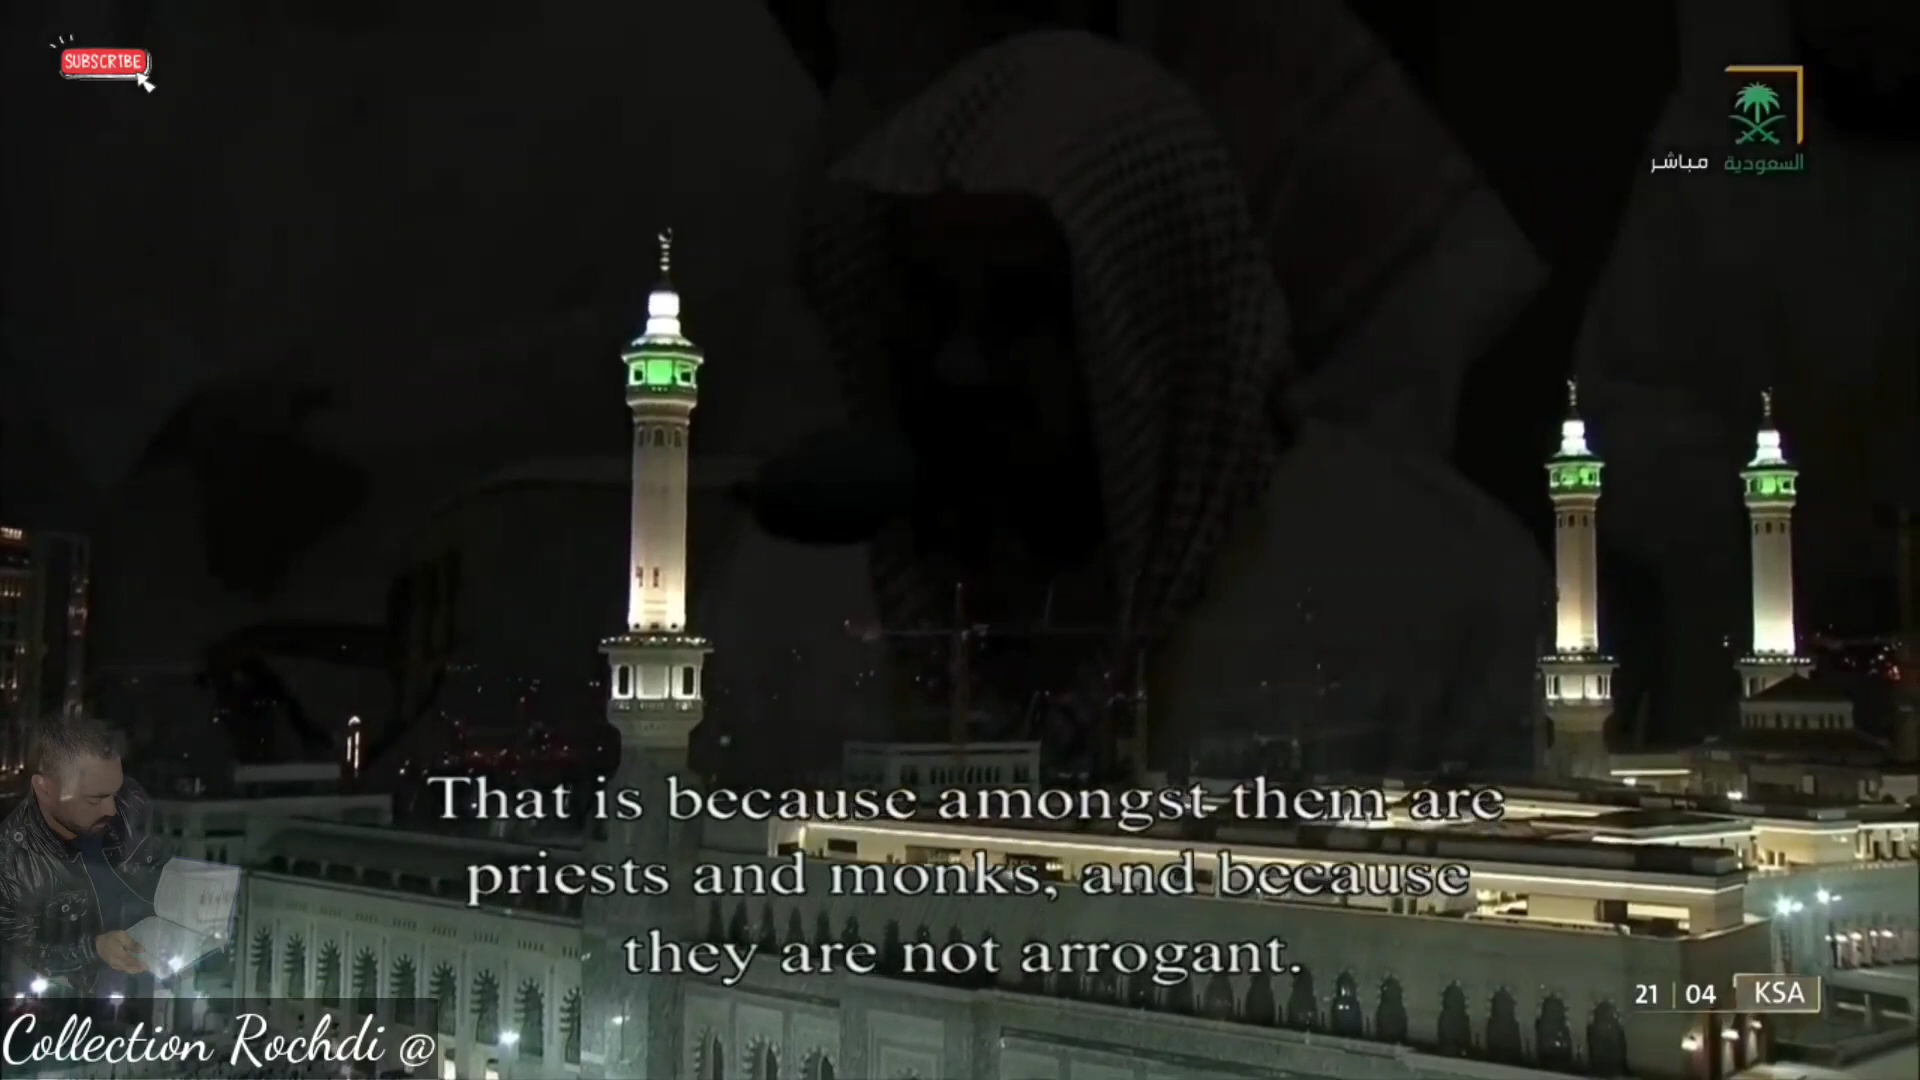 SUBSCRIBE
السعودية
مباشر
That is because amongst them are
priests and monks, and because
they are not arrogant.
21 | 04 KSA
Collection Rochdi @